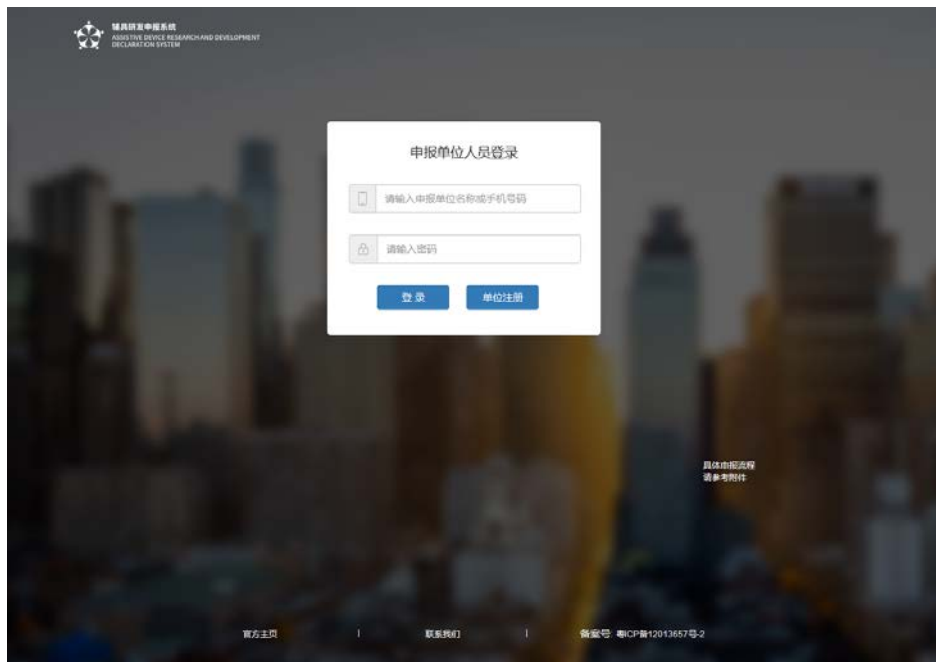 辅具研发申报系统
ASSISTIVE DEVICE RESEARCH AND DEVELOPMENT
DECLARATION SYSTEM
申报单位人员登录
请输入申报单位名称或手机号码
请输入密码
登 录 单位注册
具体申报流程
请参考附件
官方主页 | 联系我们 | 备案号: 粤ICP备12013657号-2